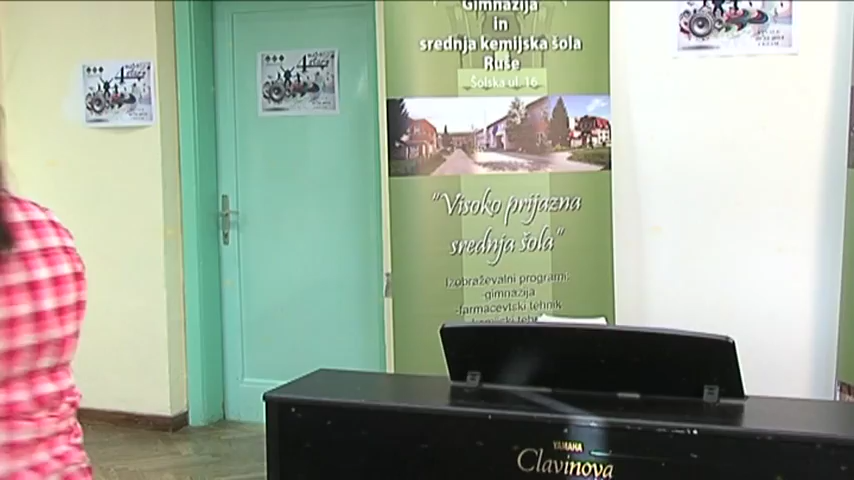 Gimnazija
in
srednja kemijska šola
Ruše
Šolska ul. 16
"Visoko prijazna
srednja šola"
Izobraževalni programi:
-gimnazija
-farmacevtski tehnik
YAMAHA
Clavinova